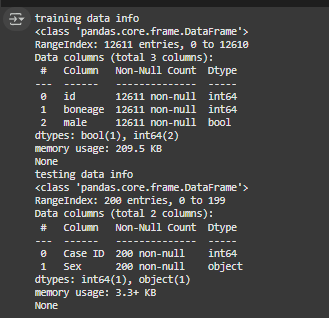 training data info
<class 'pandas.core.frame.DataFrame'>
RangeIndex: 12611 entries, 0 to 12610
Data columns (total 3 columns):
 #   Column   Non-Null Count  Dtype
---  ------   --------------  -----
 0   id       12611 non-null  int64
 1   boneage  12611 non-null  int64
 2   male     12611 non-null  bool
dtypes: bool(1), int64(2)
memory usage: 209.5 KB
None
testing data info
<class 'pandas.core.frame.DataFrame'>
RangeIndex: 200 entries, 0 to 199
Data columns (total 2 columns):
 #   Column   Non-Null Count  Dtype
---  ------   --------------  -----
 0   Case ID  200 non-null    int64
 1   Sex      200 non-null    object
dtypes: int64(1), object(1)
memory usage: 3.3+ KB
None